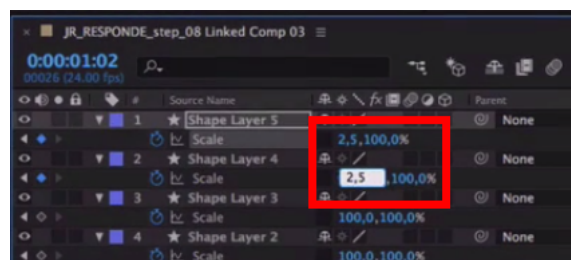 × JR_RESPONDE_step_08 Linked Comp 03 ≡
0:00:01:02
00026 (24.00 fps)
# Source Name fx Parent
1 ★ Shape Layer 5 None
Scale 2,5,100,0%
2 ★ Shape Layer 4 None
Scale 2,5 ,100,0%
3 ★ Shape Layer 3 None
Scale 100,0,100,0%
4 ★ Shape Layer 2 None
Scale 100,0,100,0%